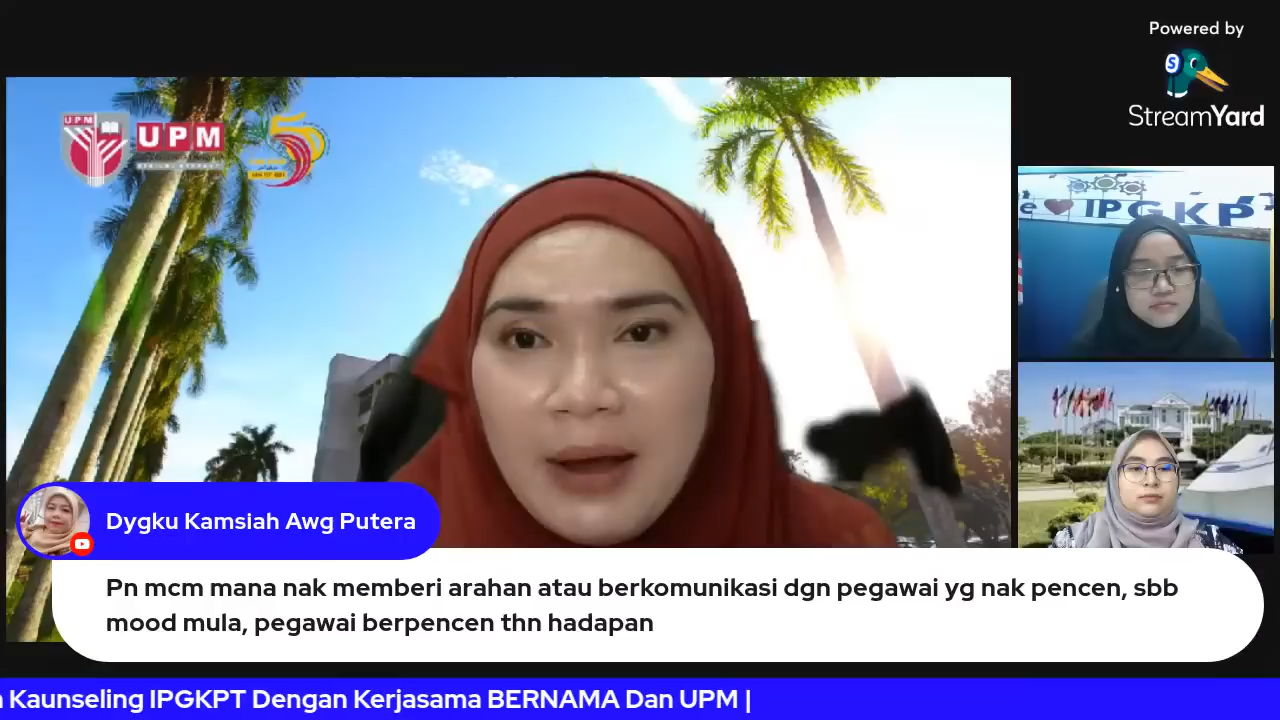 Powered by
StreamYard
UPM
UPM
IPGKP
Dygku Kamsiah Awg Putera
Pn mcm mana nak memberi arahan atau berkomunikasi dgn pegawai yg nak pencen, sbb
mood mula, pegawai berpencen thn hadapan
Kaunseling IPGKPT Dengan Kerjasama BERNAMA Dan UPM |